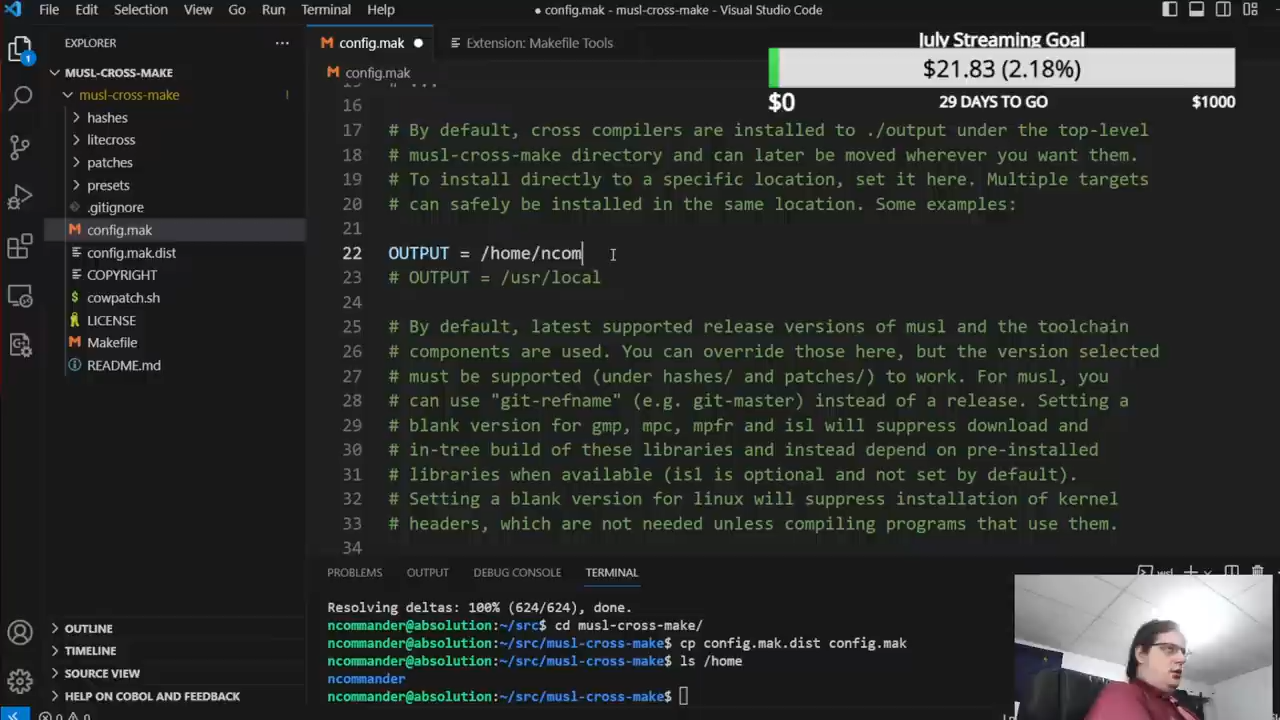 File Edit Selection View Go Run Terminal Help
● config.mak - musl-cross-make - Visual Studio Code
EXPLORER
config.mak
Extension: Makefile Tools
July Streaming Goal
$21.83 (2.18%)
$0 29 DAYS TO GO $1000
MUSL-CROSS-MAKE
musl-cross-make !
hashes
litecross
patches
presets
.gitignore
config.mak
config.mak.dist
COPYRIGHT
cowpatch.sh
LICENSE
Makefile
README.md
OUTLINE
TIMELINE
SOURCE VIEW
HELP ON COBOL AND FEEDBACK
config.mak
16
17 # By default, cross compilers are installed to ./output under the top-level
18 # musl-cross-make directory and can later be moved wherever you want them.
19 # To install directly to a specific location, set it here. Multiple targets
20 # can safely be installed in the same location. Some examples:
21
22 OUTPUT = /home/ncom
23 # OUTPUT = /usr/local
24
25 # By default, latest supported release versions of musl and the toolchain
26 # components are used. You can override those here, but the version selected
27 # must be supported (under hashes/ and patches/) to work. For musl, you
28 # can use "git-refname" (e.g. git-master) instead of a release. Setting a
29 # blank version for gmp, mpc, mpfr and isl will suppress download and
30 # in-tree build of these libraries and instead depend on pre-installed
31 # libraries when available (isl is optional and not set by default).
32 # Setting a blank version for linux will suppress installation of kernel
33 # headers, which are not needed unless compiling programs that use them.
34
PROBLEMS OUTPUT DEBUG CONSOLE TERMINAL
Resolving deltas: 100% (624/624), done.
ncommander@absolution:~/src$ cd musl-cross-make/
ncommander@absolution:~/src/musl-cross-make$ cp config.mak.dist config.mak
ncommander@absolution:~/src/musl-cross-make$ ls /home
ncommander
ncommander@absolution:~/src/musl-cross-make$